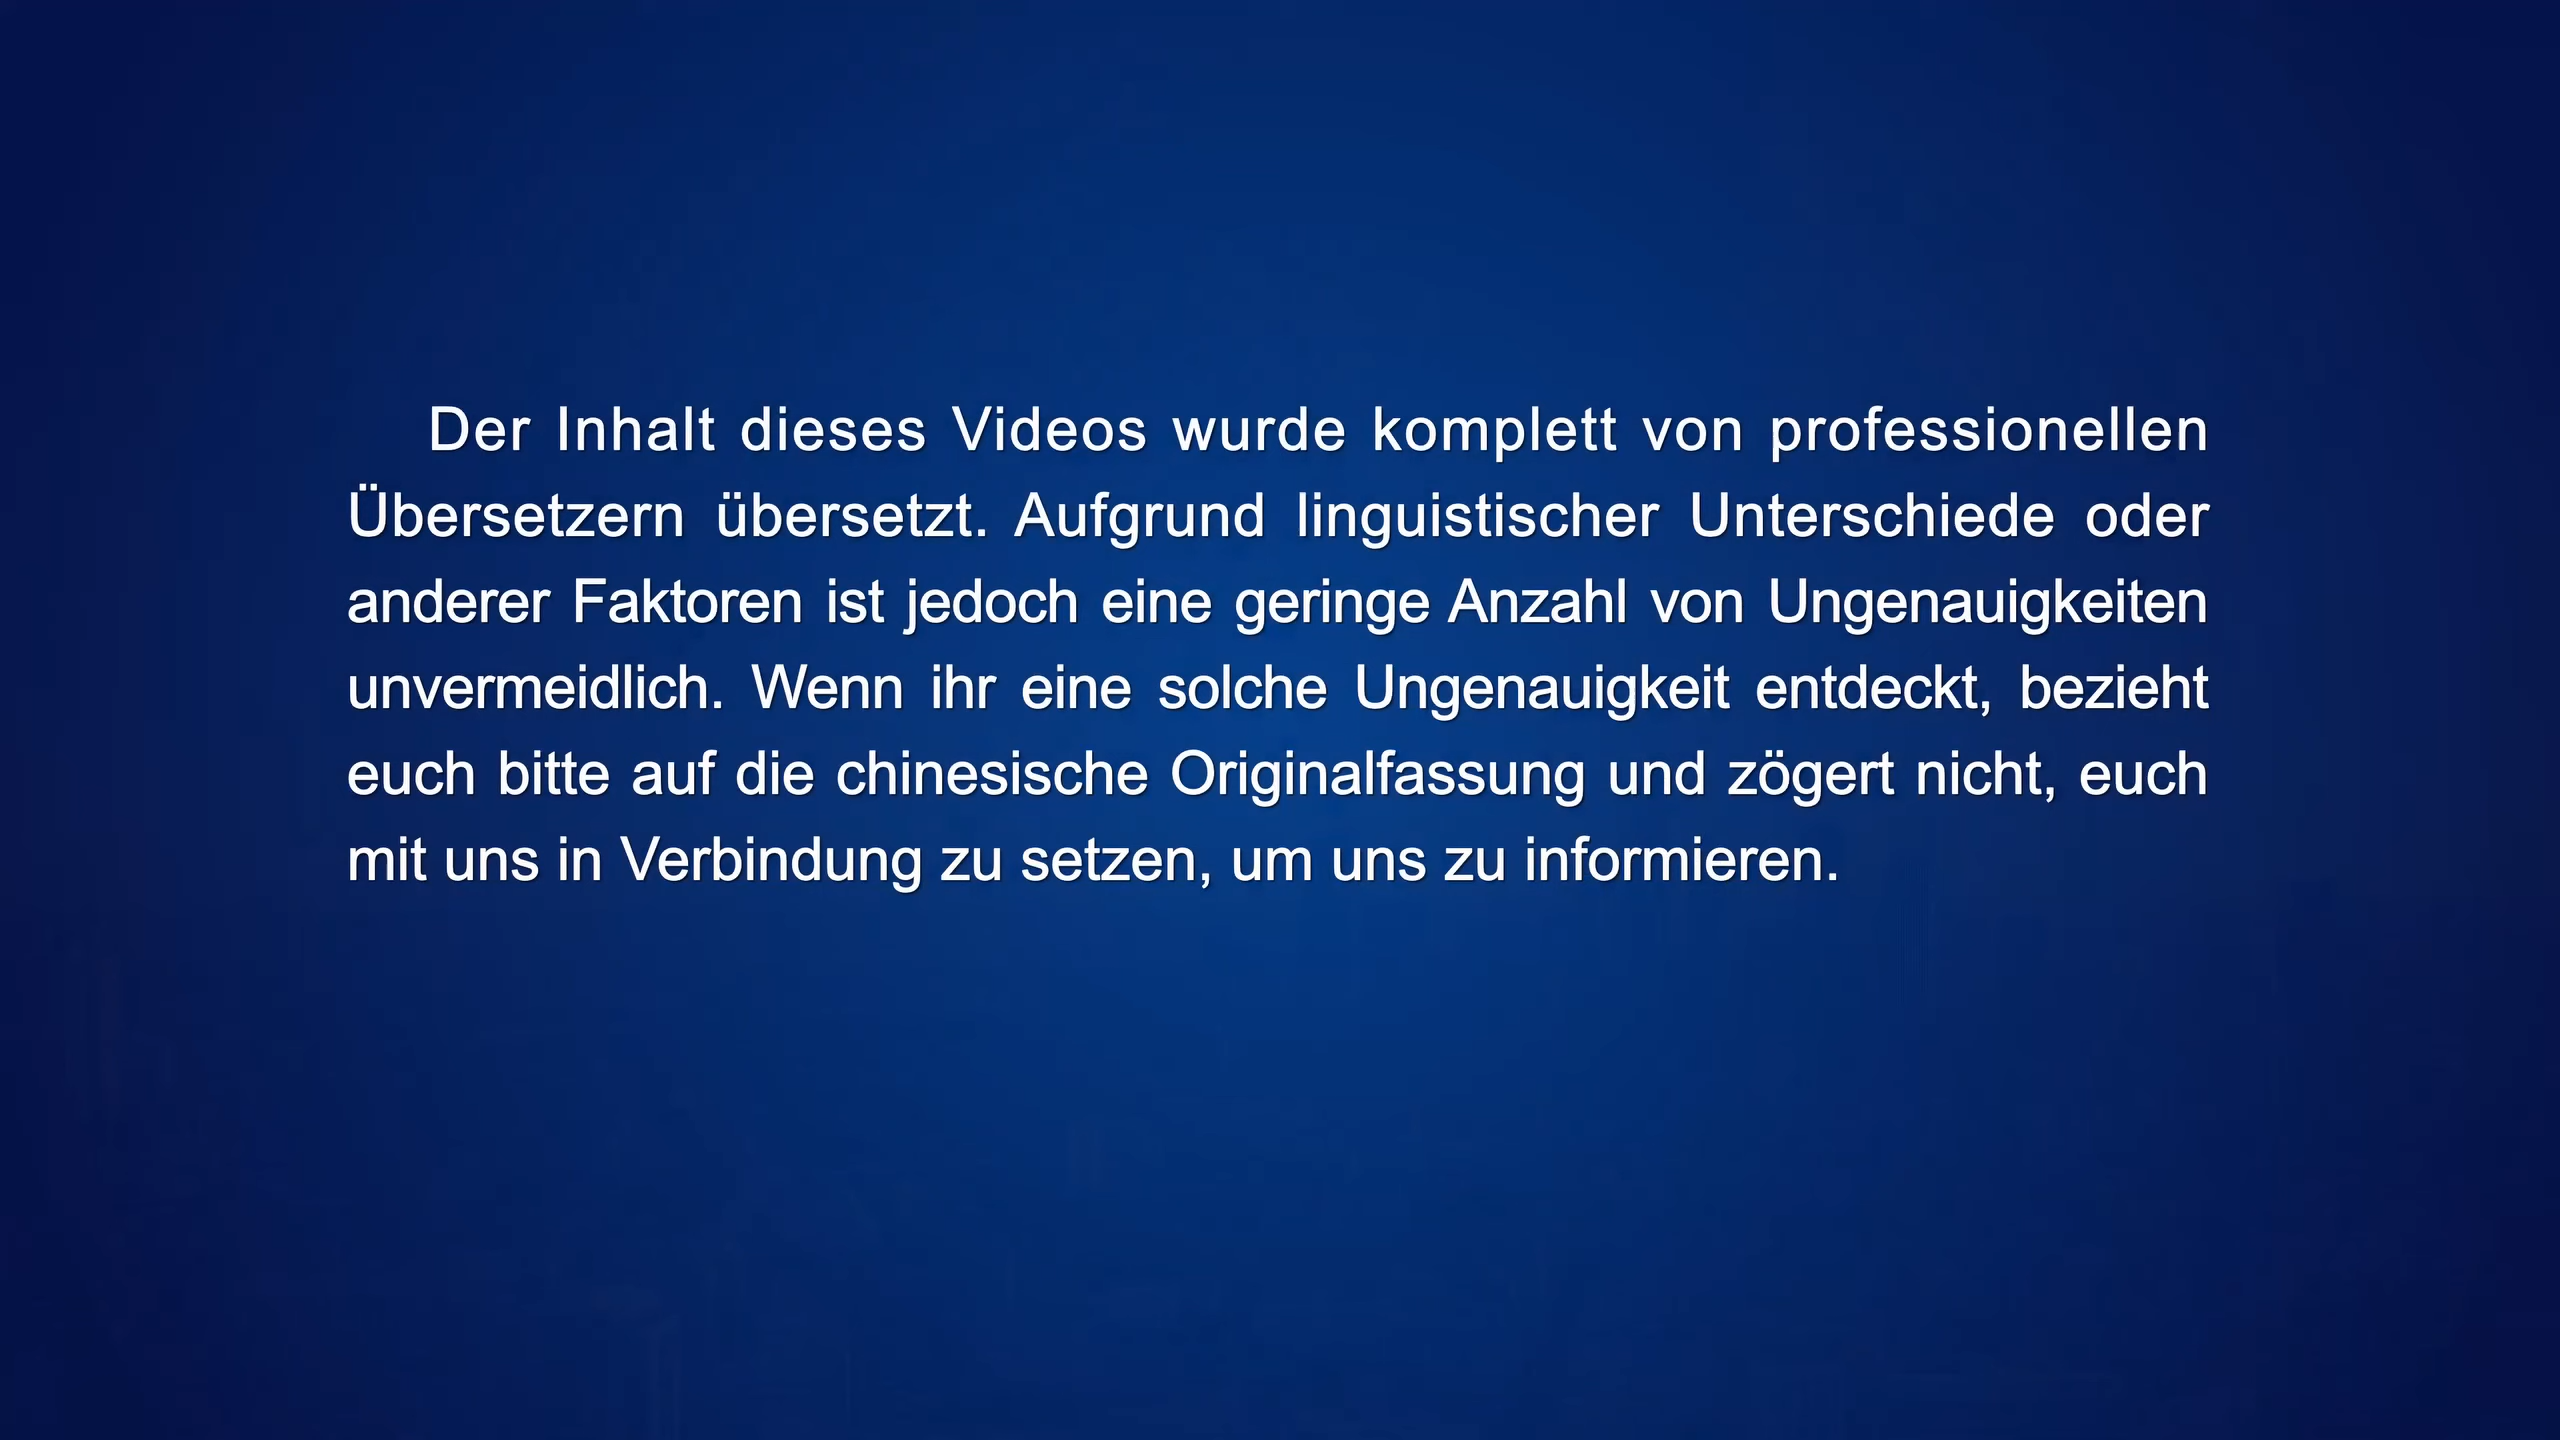 Der Inhalt dieses Videos wurde komplett von professionellen
Übersetzern übersetzt. Aufgrund linguistischer Unterschiede oder
anderer Faktoren ist jedoch eine geringe Anzahl von Ungenauigkeiten
unvermeidlich. Wenn ihr eine solche Ungenauigkeit entdeckt, bezieht
euch bitte auf die chinesische Originalfassung und zögert nicht, euch
mit uns in Verbindung zu setzen, um uns zu informieren.